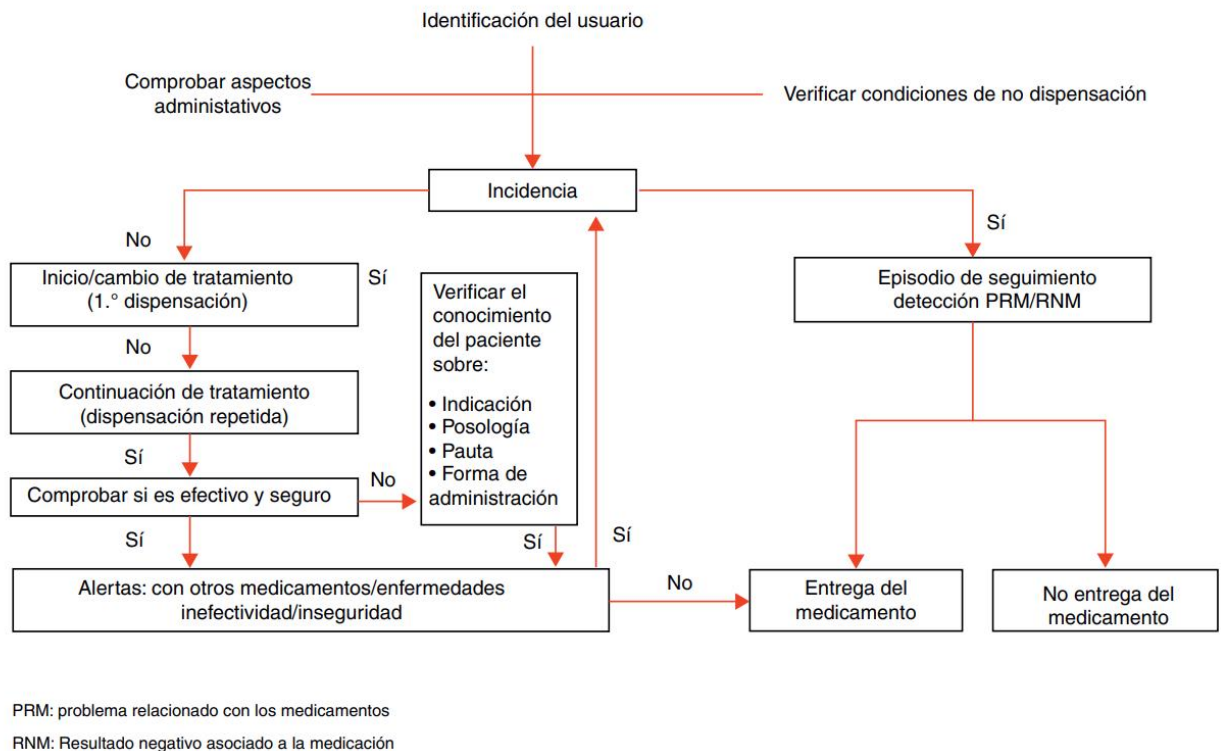 Identificación del usuario
Comprobar aspectos
administativos
Verificar condiciones de no dispensación
Incidencia
No
Sí
Inicio/cambio de tratamiento
(1.° dispensación)
Sí
Verificar el
conocimiento
del paciente
sobre:
• Indicación
• Posología
• Pauta
• Forma de
administración
Episodio de seguimiento
detección PRM/RNM
No
Continuación de tratamiento
(dispensación repetida)
Sí
Comprobar si es efectivo y seguro
No
Sí
Sí
Sí
Alertas: con otros medicamentos/enfermedades
inefectividad/inseguridad
No
Entrega del
medicamento
No entrega del
medicamento
PRM: problema relacionado con los medicamentos
RNM: Resultado negativo asociado a la medicación